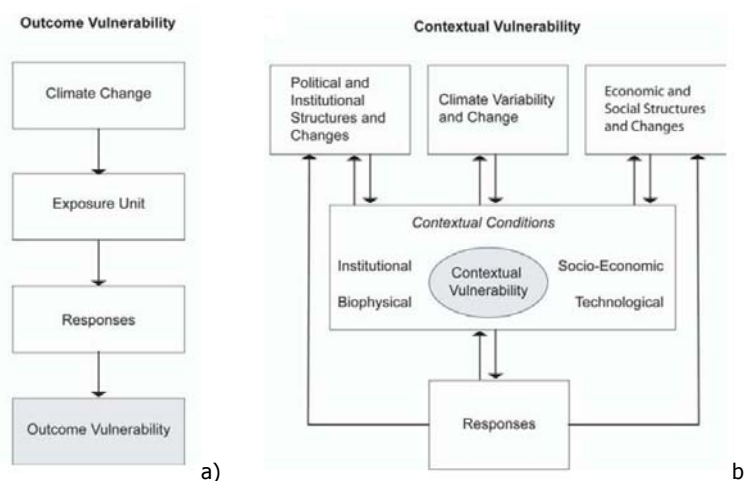 Outcome Vulnerability
Climate Change
Exposure Unit
Responses
Outcome Vulnerability
a)
Contextual Vulnerability
Political and
Institutional
Structures and
Changes
Climate Variability
and Change
Economic and
Social Structures
and Changes
Contextual Conditions
Institutional
Socio-Economic
Contextual
Vulnerability
Biophysical
Technological
Responses
b